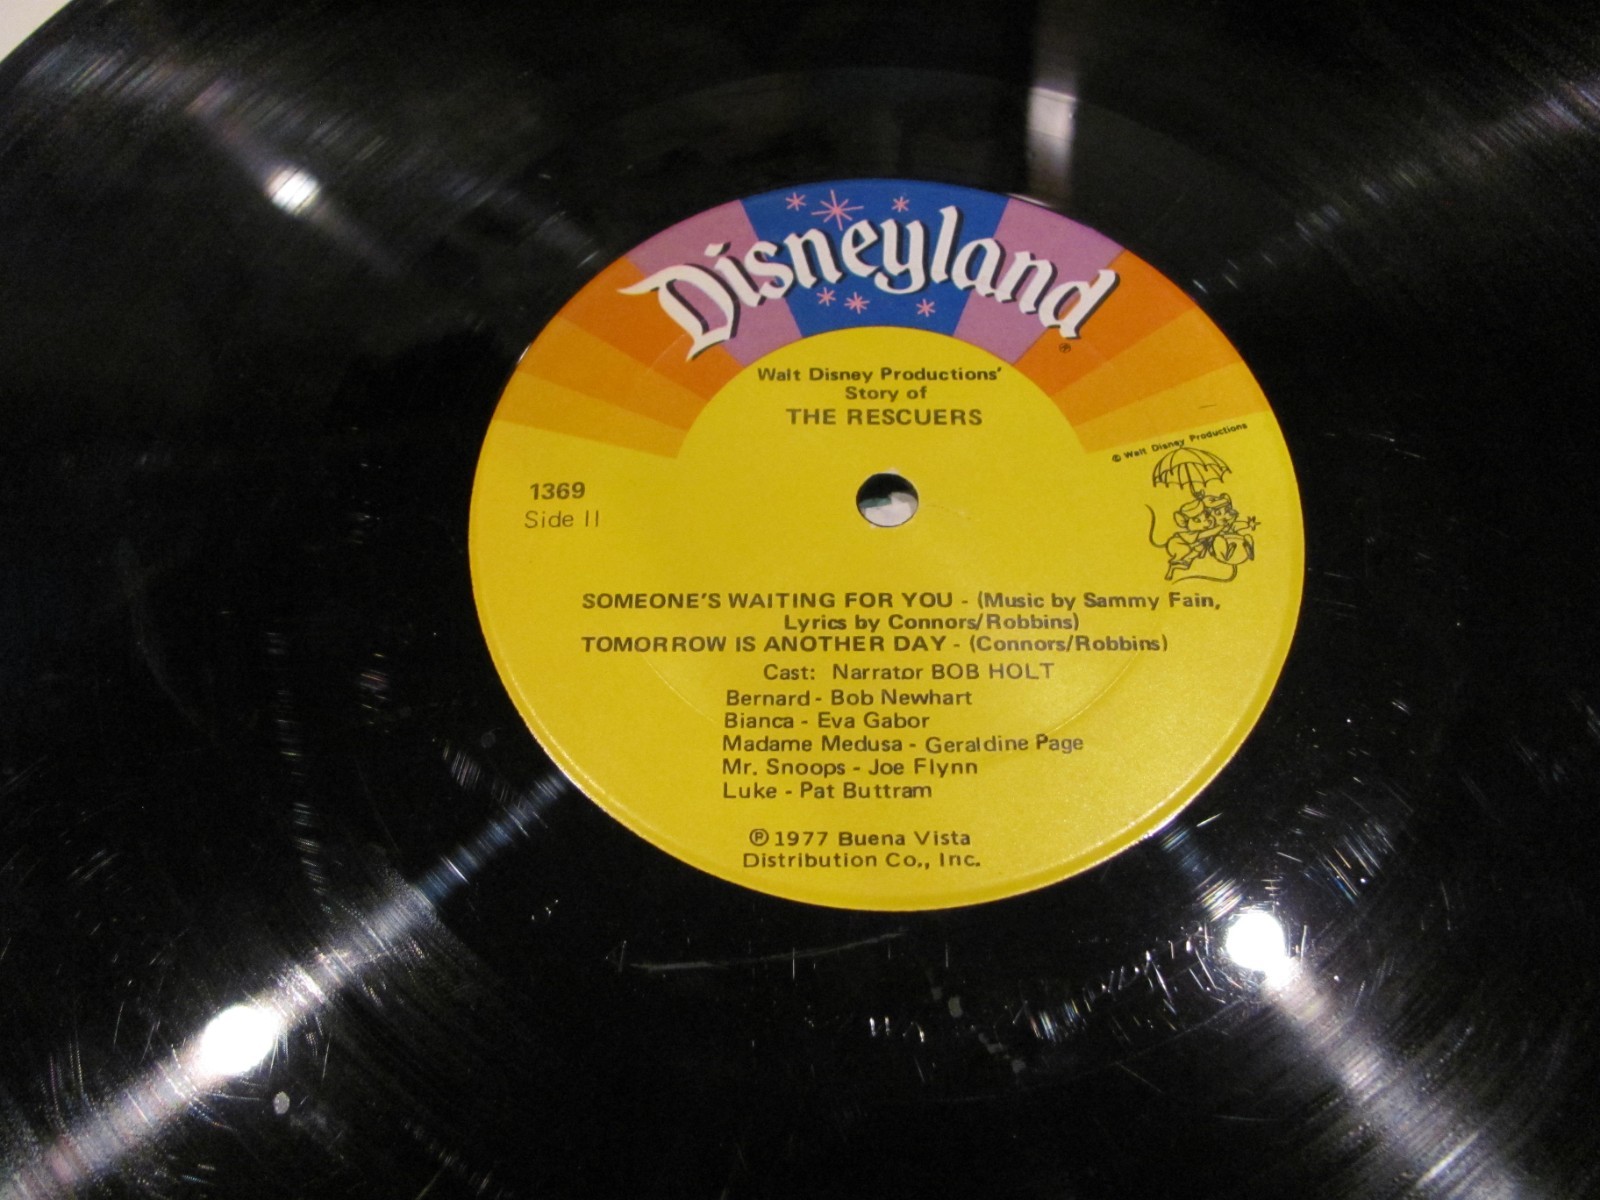 Disneyland
®
Walt Disney Productions'
Story of
THE RESCUERS
© Walt Disney Productions
1369
Side II
SOMEONE'S WAITING FOR YOU - (Music by Sammy Fain,
Lyrics by Connors/Robbins)
TOMORROW IS ANOTHER DAY - (Connors/Robbins)
Cast: Narrator BOB HOLT
Bernard - Bob Newhart
Bianca - Eva Gabor
Madame Medusa - Geraldine Page
Mr. Snoops - Joe Flynn
Luke - Pat Buttram
℗ 1977 Buena Vista
Distribution Co., Inc.